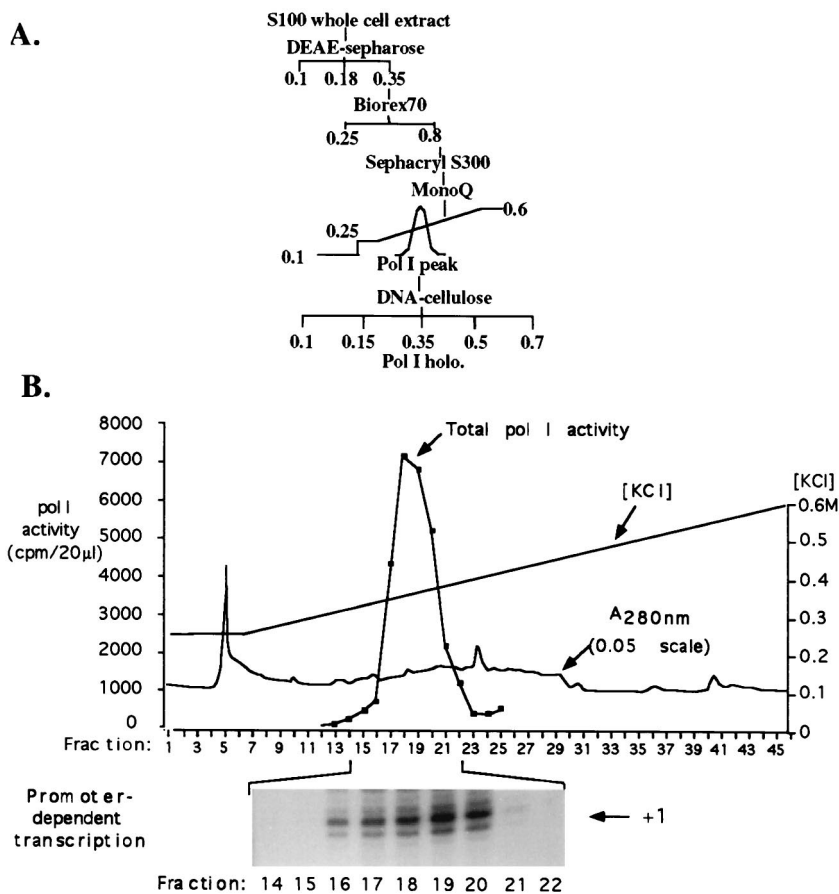 A.
S100 whole cell extract
DEAE-sepharose
0.1 0.18 0.35
Biorex70
0.25 0.8
Sephacryl S300
MonoQ
0.6
0.25
0.1
Pol I peak
DNA-cellulose
0.1 0.15 0.35 0.5 0.7
Pol I holo.
B.
8000
7000
6000
5000
4000
3000
2000
1000
0
pol I
activity
(cpm/20µl)
Total pol I activity
[KCl]
[KCl]
0.6M
0.5
0.4
0.3
0.2
0.1
0
A280nm
(0.05 scale)
Fraction: 1 3 5 7 9 11 13 15 17 19 21 23 25 27 29 31 33 35 37 39 41 43 45
Promoter-
dependent
transcription
+1
Fraction: 14 15 16 17 18 19 20 21 22